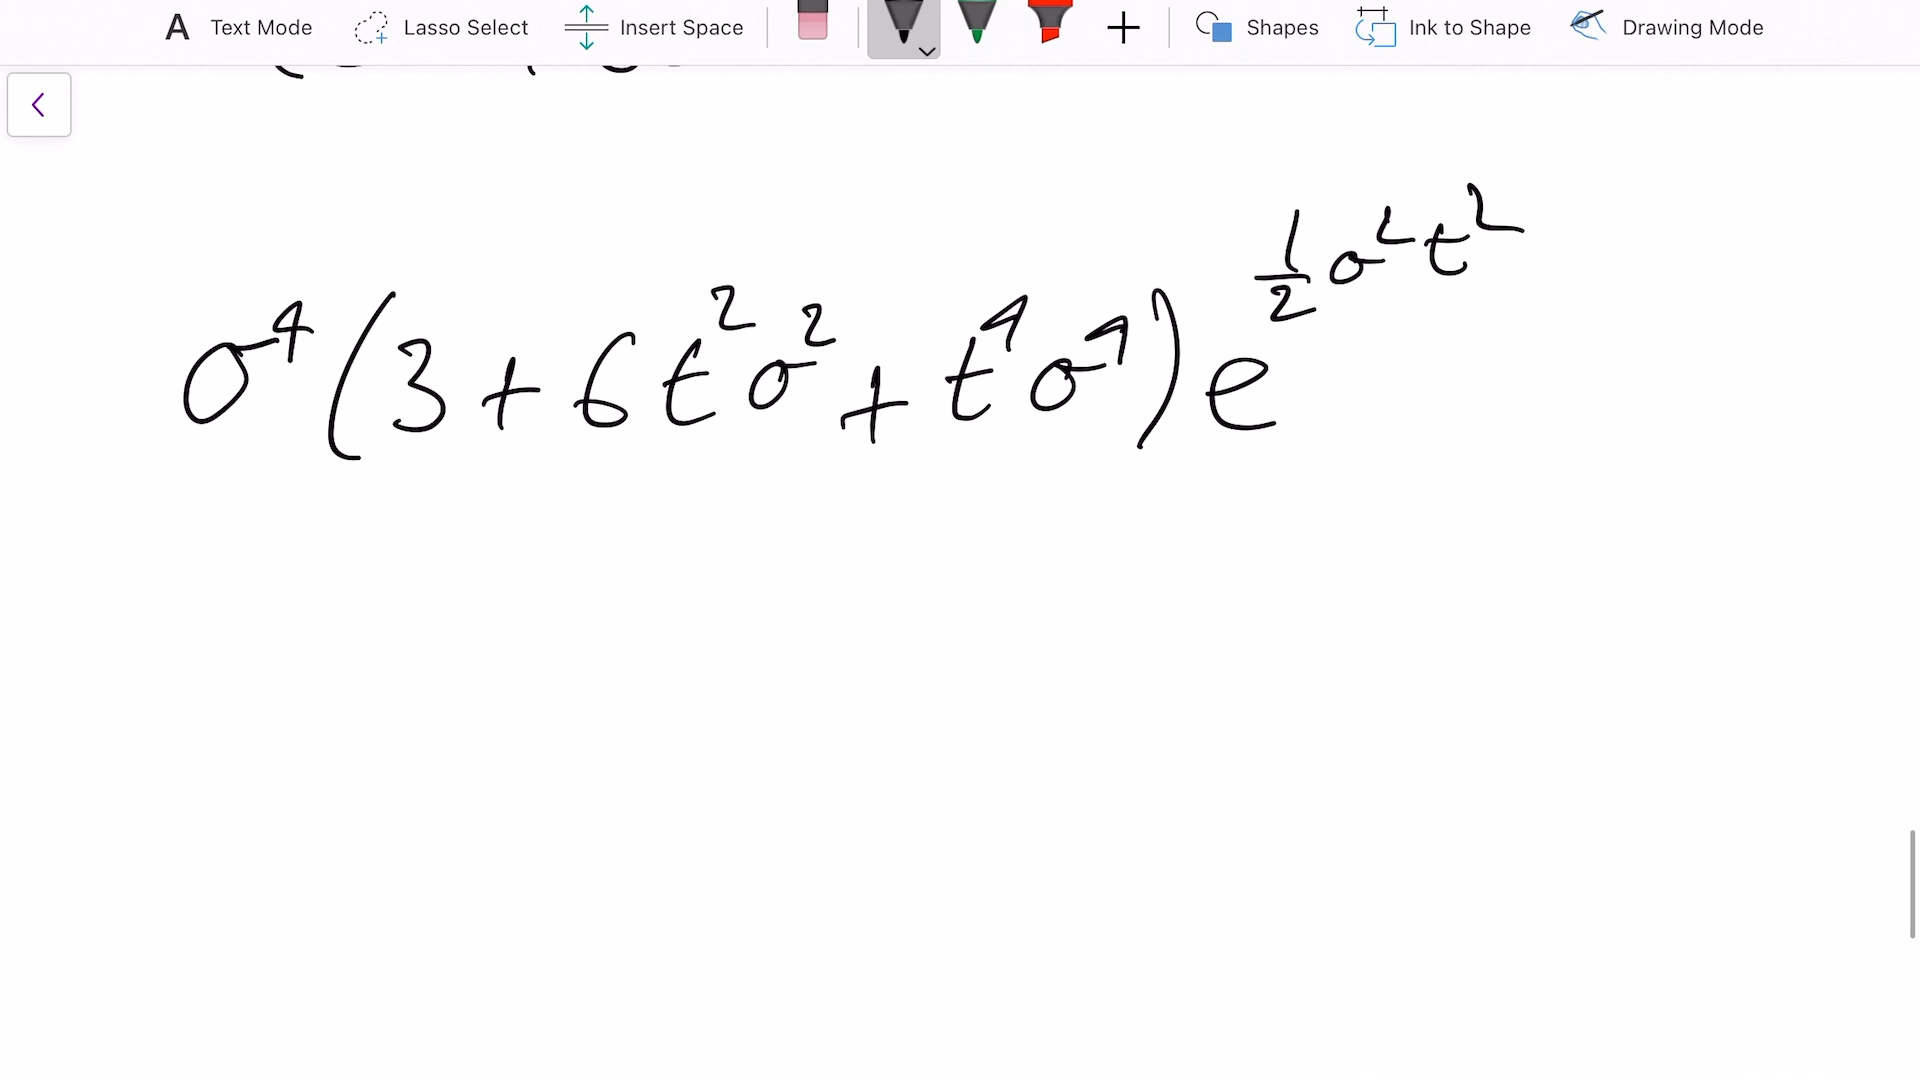 A Text Mode Lasso Select Insert Space Shapes Ink to Shape Drawing Mode
σ⁴(3 + 6t²σ² + t⁴σ⁴)e^{½σ²t²}